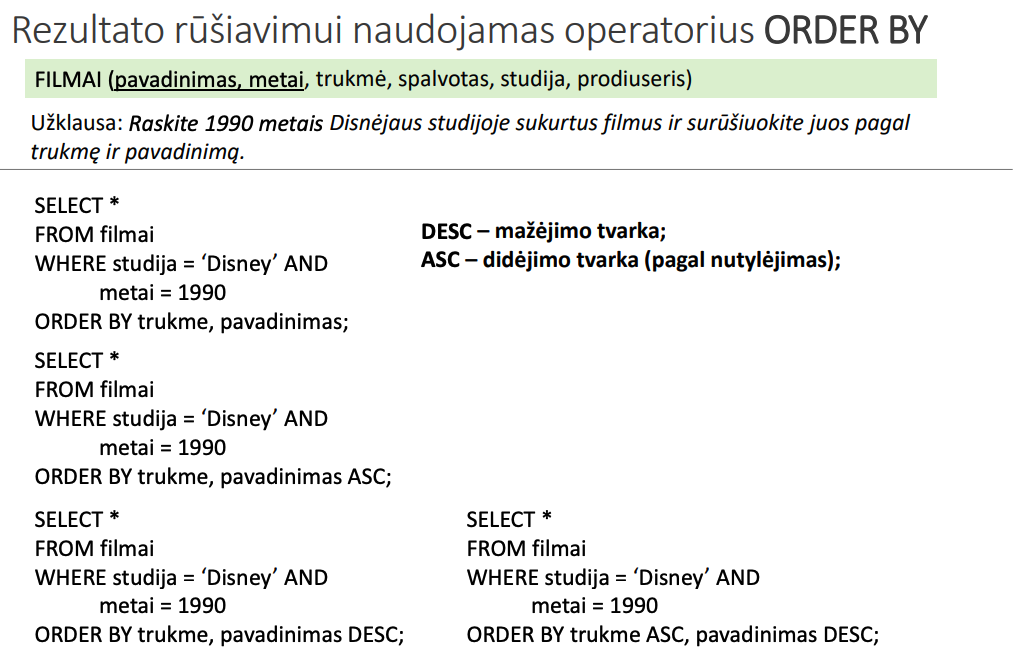 Rezultato rūšiavimui naudojamas operatorius ORDER BY
FILMAI (pavadinimas, metai, trukmė, spalvotas, studija, prodiuseris)
Užklausa: Raskite 1990 metais Disnėjaus studijoje sukurtus filmus ir surūšiuokite juos pagal
trukmę ir pavadinimą.
SELECT *
FROM filmai
WHERE studija = ‘Disney’ AND
metai = 1990
ORDER BY trukme, pavadinimas;
DESC – mažėjimo tvarka;
ASC – didėjimo tvarka (pagal nutylėjimas);
SELECT *
FROM filmai
WHERE studija = ‘Disney’ AND
metai = 1990
ORDER BY trukme, pavadinimas ASC;
SELECT *
FROM filmai
WHERE studija = ‘Disney’ AND
metai = 1990
ORDER BY trukme, pavadinimas DESC;
SELECT *
FROM filmai
WHERE studija = ‘Disney’ AND
metai = 1990
ORDER BY trukme ASC, pavadinimas DESC;